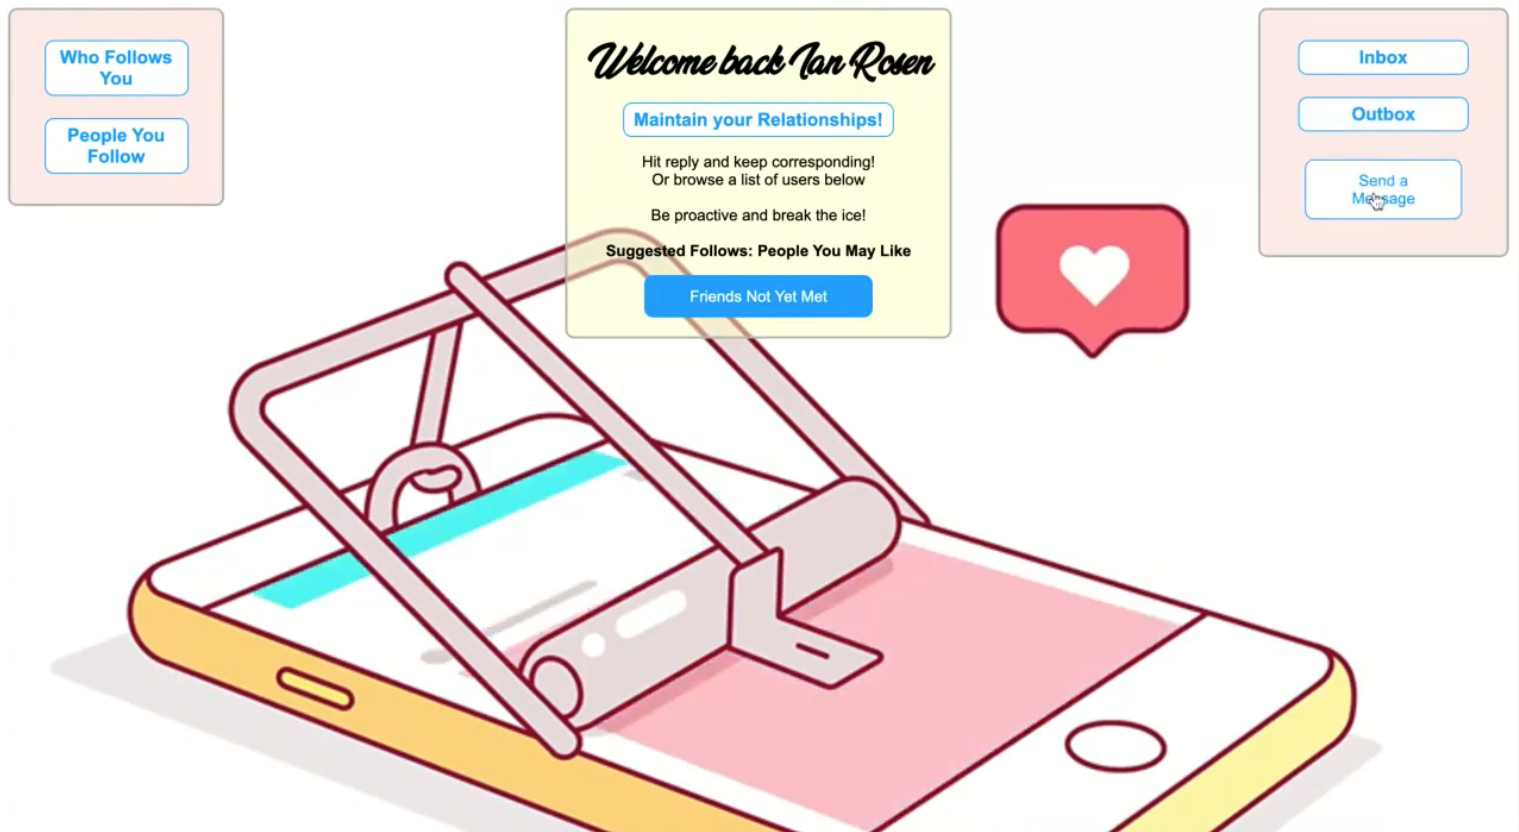 Who Follows
You
People You
Follow
Welcome back Ian Rosen
Maintain your Relationships!
Hit reply and keep corresponding!
Or browse a list of users below
Be proactive and break the ice!
Suggested Follows: People You May Like
Friends Not Yet Met
Inbox
Outbox
Send a
Message